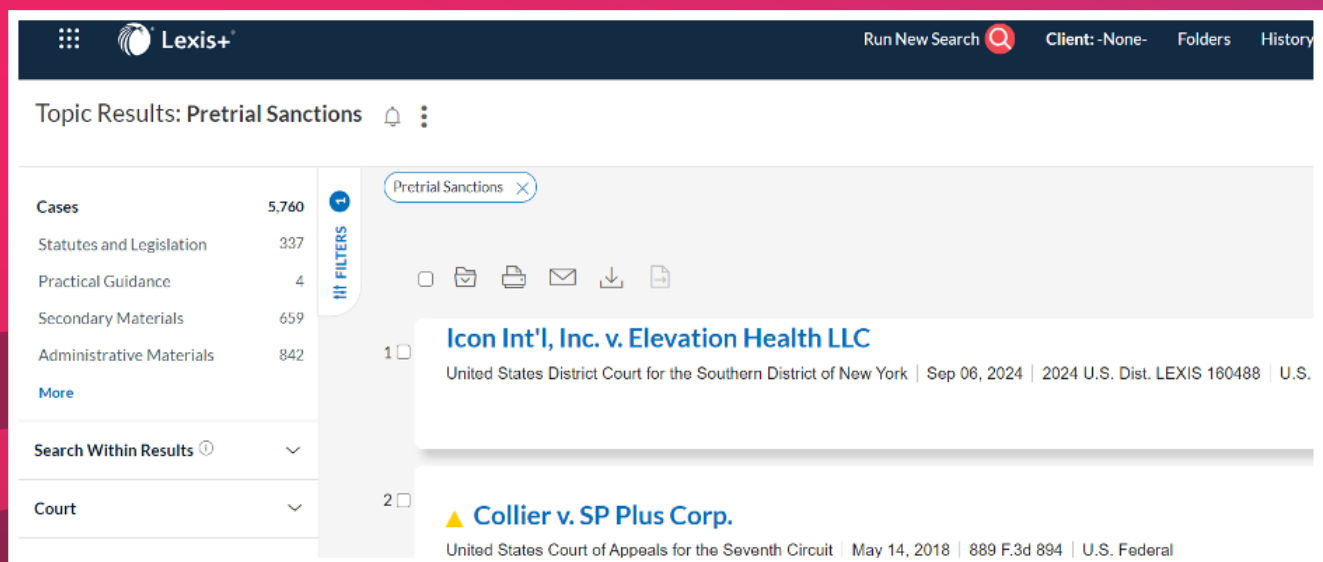 Lexis+
Run New Search
Client: -None-
Folders
History
Topic Results: Pretrial Sanctions
Cases 5,760
Statutes and Legislation 337
Practical Guidance 4
Secondary Materials 659
Administrative Materials 842
More
Search Within Results
Court
1
FILTERS
Pretrial Sanctions
1
Icon Int'l, Inc. v. Elevation Health LLC
United States District Court for the Southern District of New York | Sep 06, 2024 | 2024 U.S. Dist. LEXIS 160488 | U.S.
2
Collier v. SP Plus Corp.
United States Court of Appeals for the Seventh Circuit | May 14, 2018 | 889 F.3d 894 | U.S. Federal